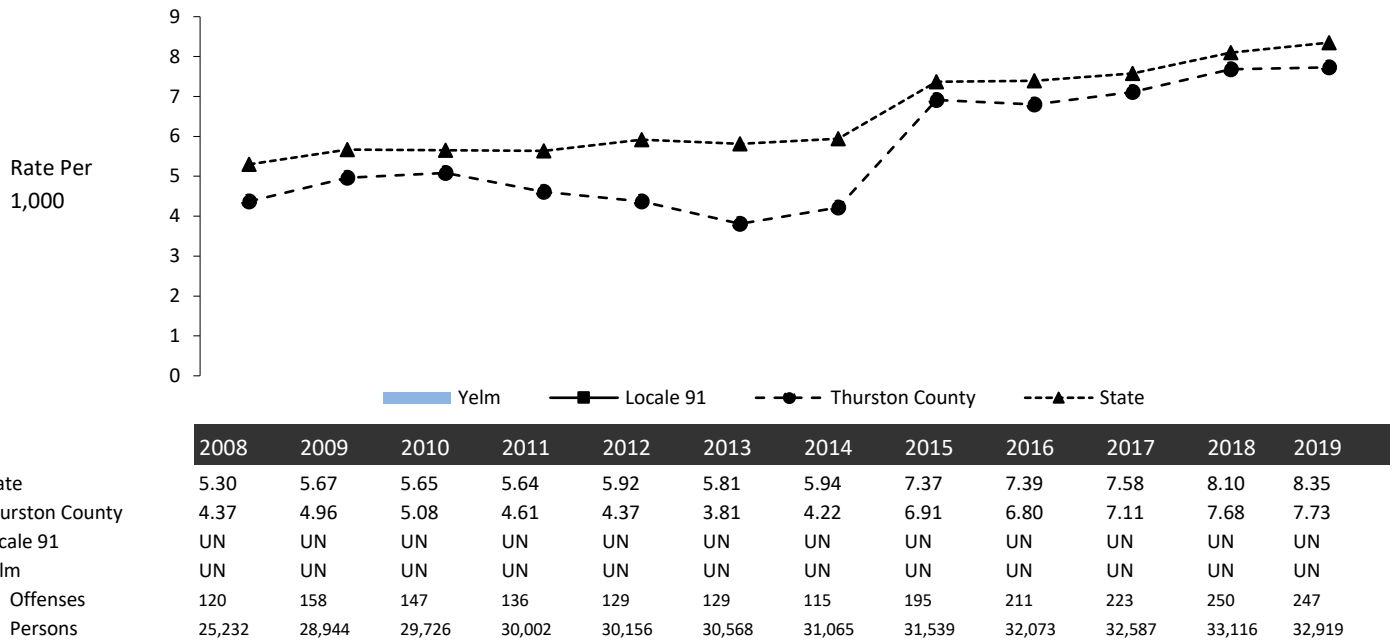 9
8
7
6
5
4
3
2
1
0
Rate Per
1,000
Yelm Locale 91 Thurston County State
2008 2009 2010 2011 2012 2013 2014 2015 2016 2017 2018 2019
ate 5.30 5.67 5.65 5.64 5.92 5.81 5.94 7.37 7.39 7.58 8.10 8.35
urston County 4.37 4.96 5.08 4.61 4.37 3.81 4.22 6.91 6.80 7.11 7.68 7.73
cale 91 UN UN UN UN UN UN UN UN UN UN UN UN
lm UN UN UN UN UN UN UN UN UN UN UN UN
Offenses 120 158 147 136 129 129 115 195 211 223 250 247
Persons 25,232 28,944 29,726 30,002 30,156 30,568 31,065 31,539 32,073 32,587 33,116 32,919